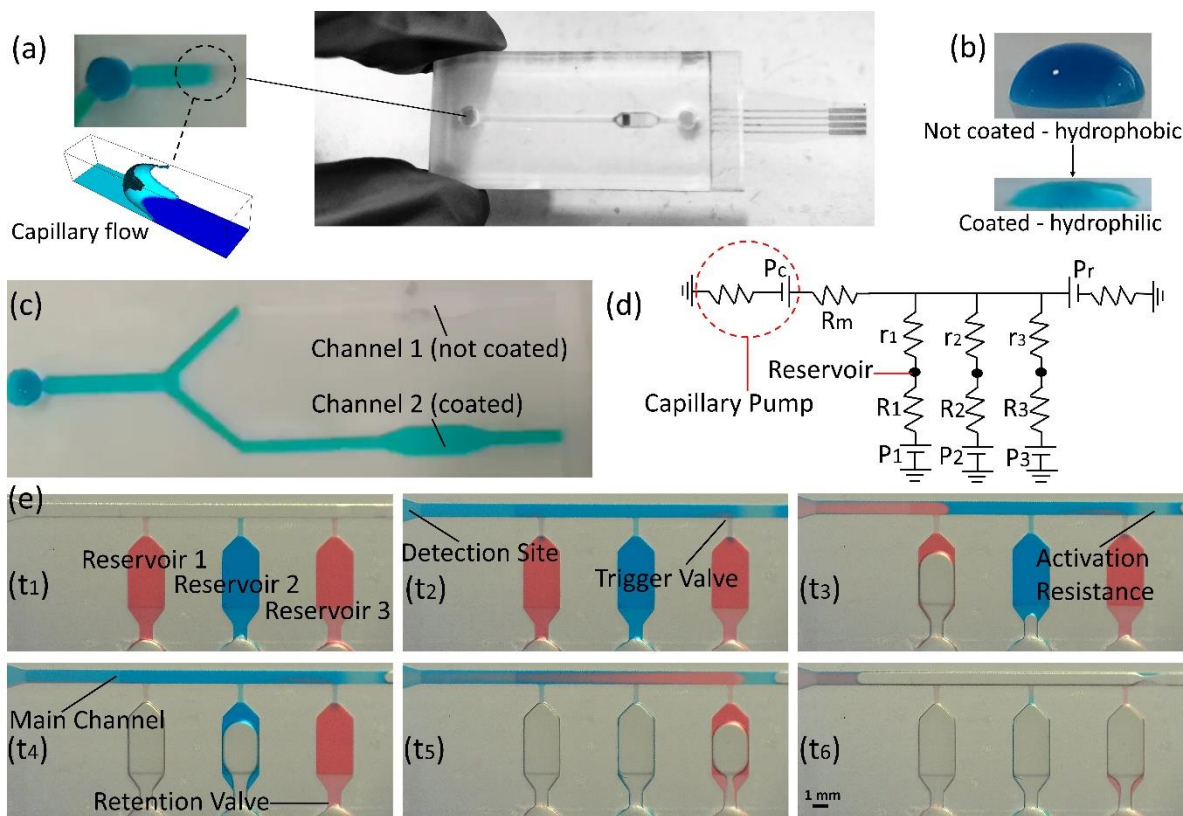 (a)
Capillary flow
(b)
Not coated - hydrophobic
Coated - hydrophilic
(c)
Channel 1 (not coated)
Channel 2 (coated)
(d)
Pc
Pr
Rm
r1
r2
r3
Reservoir
Capillary Pump
R1
R2
R3
P1
P2
P3
(e)
Reservoir 1
Reservoir 2
Reservoir 3
(t1)
Detection Site
Trigger Valve
(t2)
Activation
Resistance
(t3)
Main Channel
(t4)
Retention Valve
(t5)
(t6)
1 mm